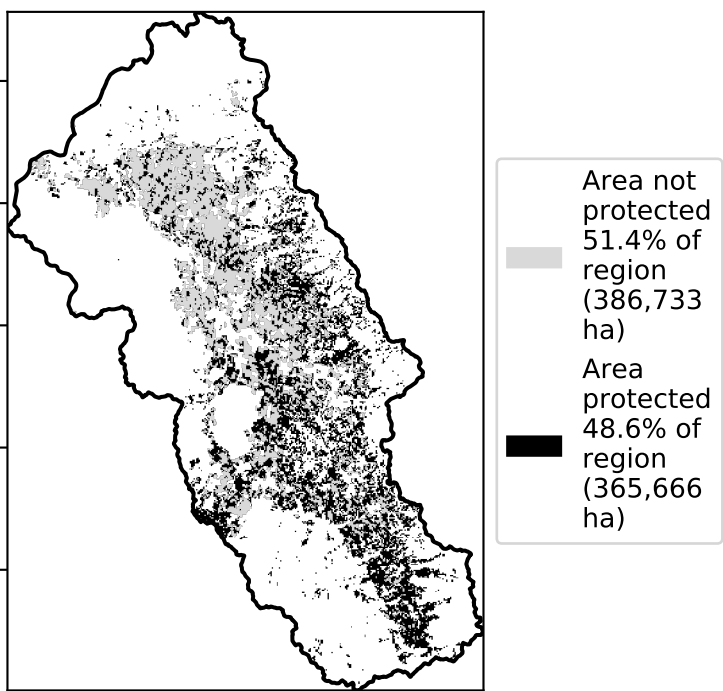 Area not
protected
51.4% of
region
(386,733
ha)
Area
protected
48.6% of
region
(365,666
ha)